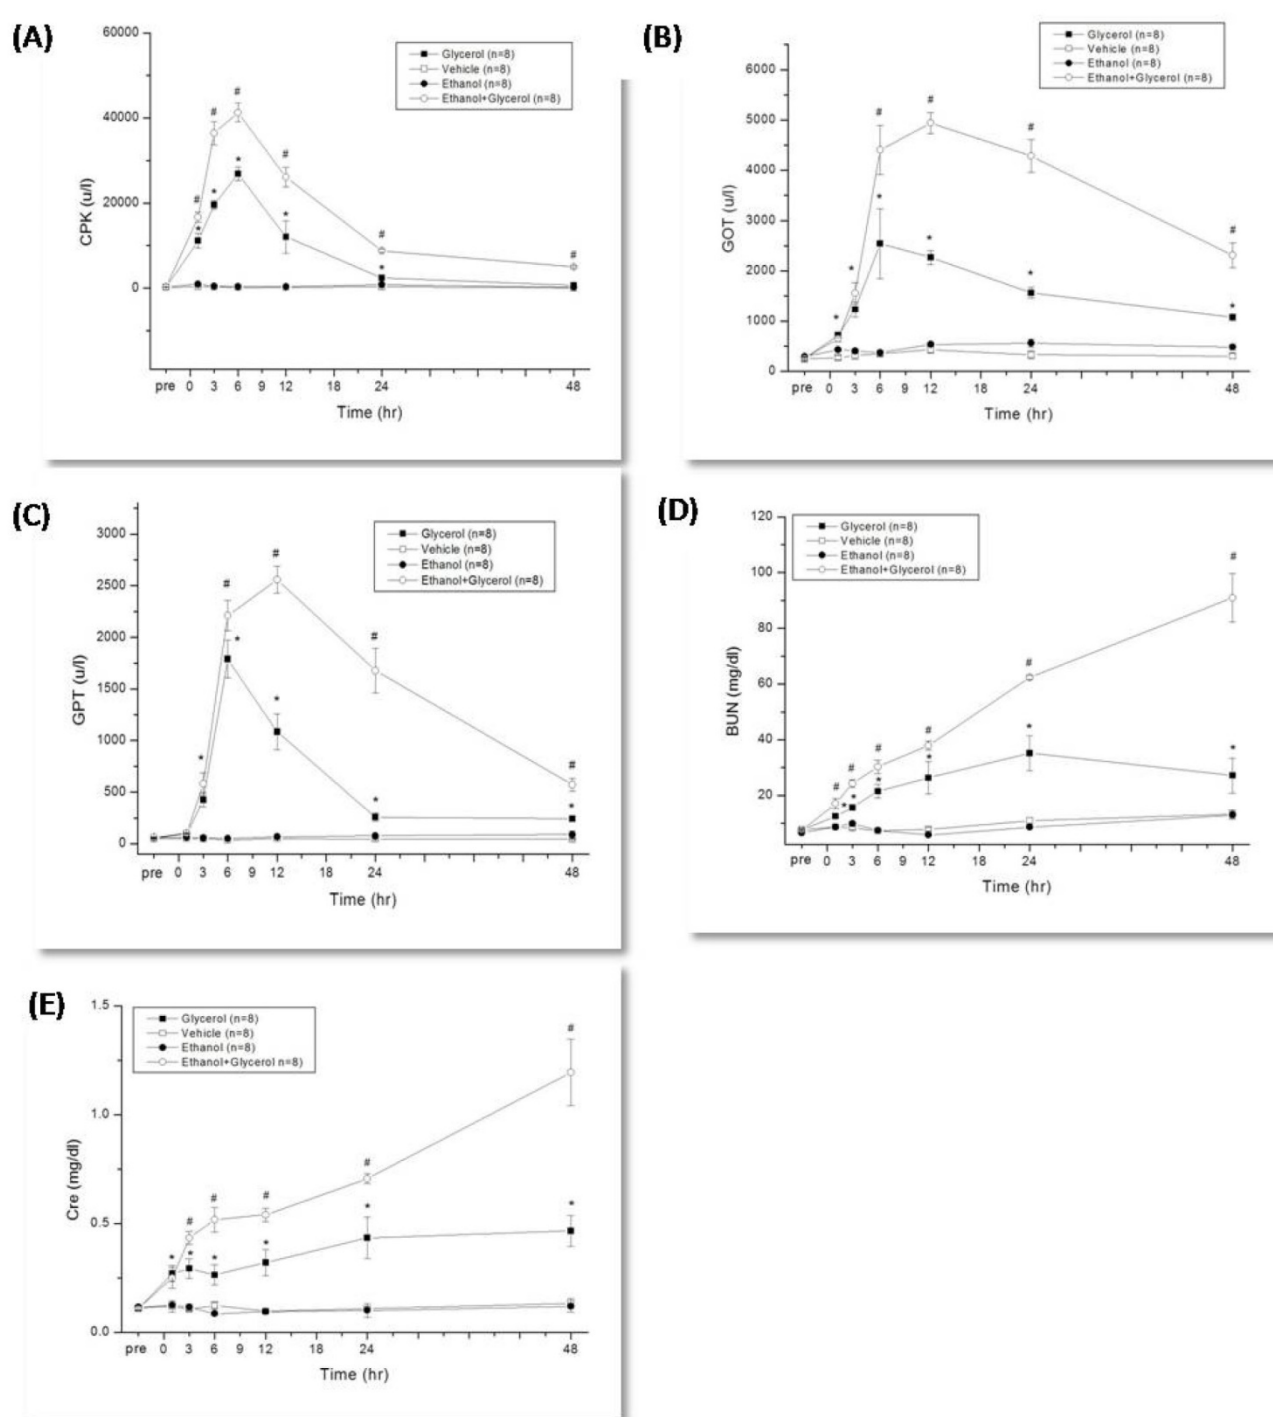 (A)
60000
40000
20000
0
CPK (u/l)
Glycerol (n=8)
Vehicle (n=8)
Ethanol (n=8)
Ethanol+Glycerol (n=8)
# # # # # # #
* * * * *
pre 0 3 6 9 12 18 24 48
Time (hr)
(B)
6000
5000
4000
3000
2000
1000
0
GOT (u/l)
Glycerol (n=8)
Vehicle (n=8)
Ethanol (n=8)
Ethanol+Glycerol (n=8)
# # # #
* * * * * *
pre 0 3 6 9 12 18 24 48
Time (hr)
(C)
3000
2500
2000
1500
1000
500
0
GPT (u/l)
Glycerol (n=8)
Vehicle (n=8)
Ethanol (n=8)
Ethanol+Glycerol (n=8)
# # # #
* * * * *
pre 0 3 6 9 12 18 24 48
Time (hr)
(D)
120
100
80
60
40
20
BUN (mg/dl)
Glycerol (n=8)
Vehicle (n=8)
Ethanol (n=8)
Ethanol+Glycerol (n=8)
# # # # # #
* * * * * *
pre 0 3 6 9 12 18 24 48
Time (hr)
(E)
1.5
1.0
0.5
0.0
Cre (mg/dl)
Glycerol (n=8)
Vehicle (n=8)
Ethanol (n=8)
Ethanol+Glycerol n=8)
# # # # #
* * * * * *
pre 0 3 6 9 12 18 24 48
Time (hr)